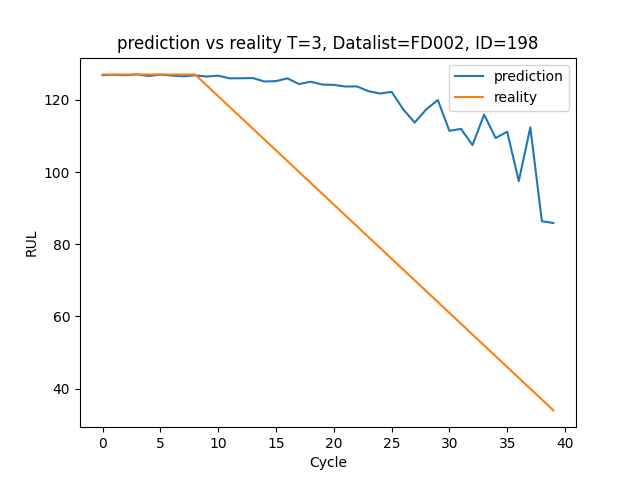 prediction vs reality T=3, Datalist=FD002, ID=198
prediction
reality
RUL
120
100
80
60
40
0 5 10 15 20 25 30 35 40
Cycle